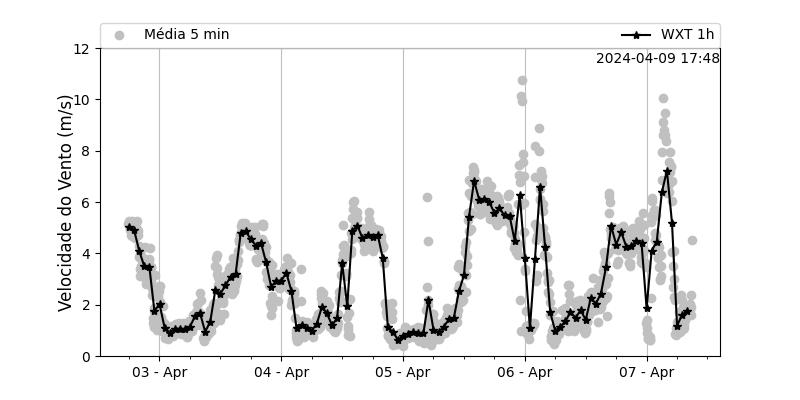 Média 5 min
WXT 1h
2024-04-09 17:48
Velocidade do Vento (m/s)
12
10
8
6
4
2
0
03 - Apr
04 - Apr
05 - Apr
06 - Apr
07 - Apr